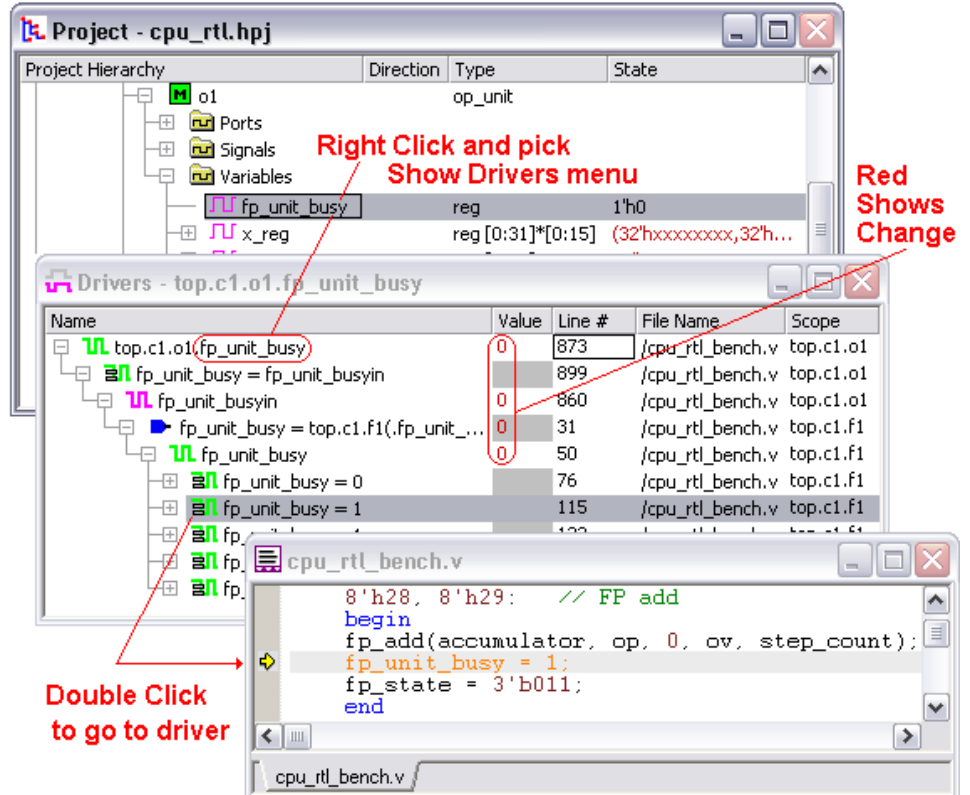 Project - cpu_rtl.hpj
Project Hierarchy Direction Type State
M o1 op_unit
Ports
Signals
Variables
Right Click and pick
Show Drivers menu
fp_unit_busy reg 1'h0
x_reg reg [0:31]*[0:15] (32'hxxxxxxxx,32'h...
Red
Shows
Change
Drivers - top.c1.o1.fp_unit_busy
Name Value Line # File Name Scope
top.c1.o1.fp_unit_busy 0 873 /cpu_rtl_bench.v top.c1.o1
fp_unit_busy = fp_unit_busyin 899 /cpu_rtl_bench.v top.c1.o1
fp_unit_busyin 0 860 /cpu_rtl_bench.v top.c1.o1
fp_unit_busy = top.c1.f1(.fp_unit_... 0 31 /cpu_rtl_bench.v top.c1.f1
fp_unit_busy 0 50 /cpu_rtl_bench.v top.c1.f1
fp_unit_busy = 0 76 /cpu_rtl_bench.v top.c1.f1
fp_unit_busy = 1 115 /cpu_rtl_bench.v top.c1.f1
fp_
fp_
fp_
cpu_rtl_bench.v
8'h28, 8'h29: // FP add
begin
fp_add(accumulator, op, 0, ov, step_count);
fp_unit_busy = 1;
fp_state = 3'b011;
end
Double Click
to go to driver
cpu_rtl_bench.v